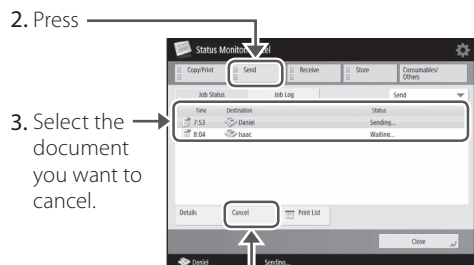 2. Press
Status Monitor
el
Copy/Print
Send
Receive
Store
Consumables/
Others
Job Status
Job Log
Send
Time
Destination
Status
7:53
Daniel
Sending...
8:04
Isaac
Waiting...
3. Select the
document
you want to
cancel.
Details
Cancel
Print List
Close
Daniel
Sending...